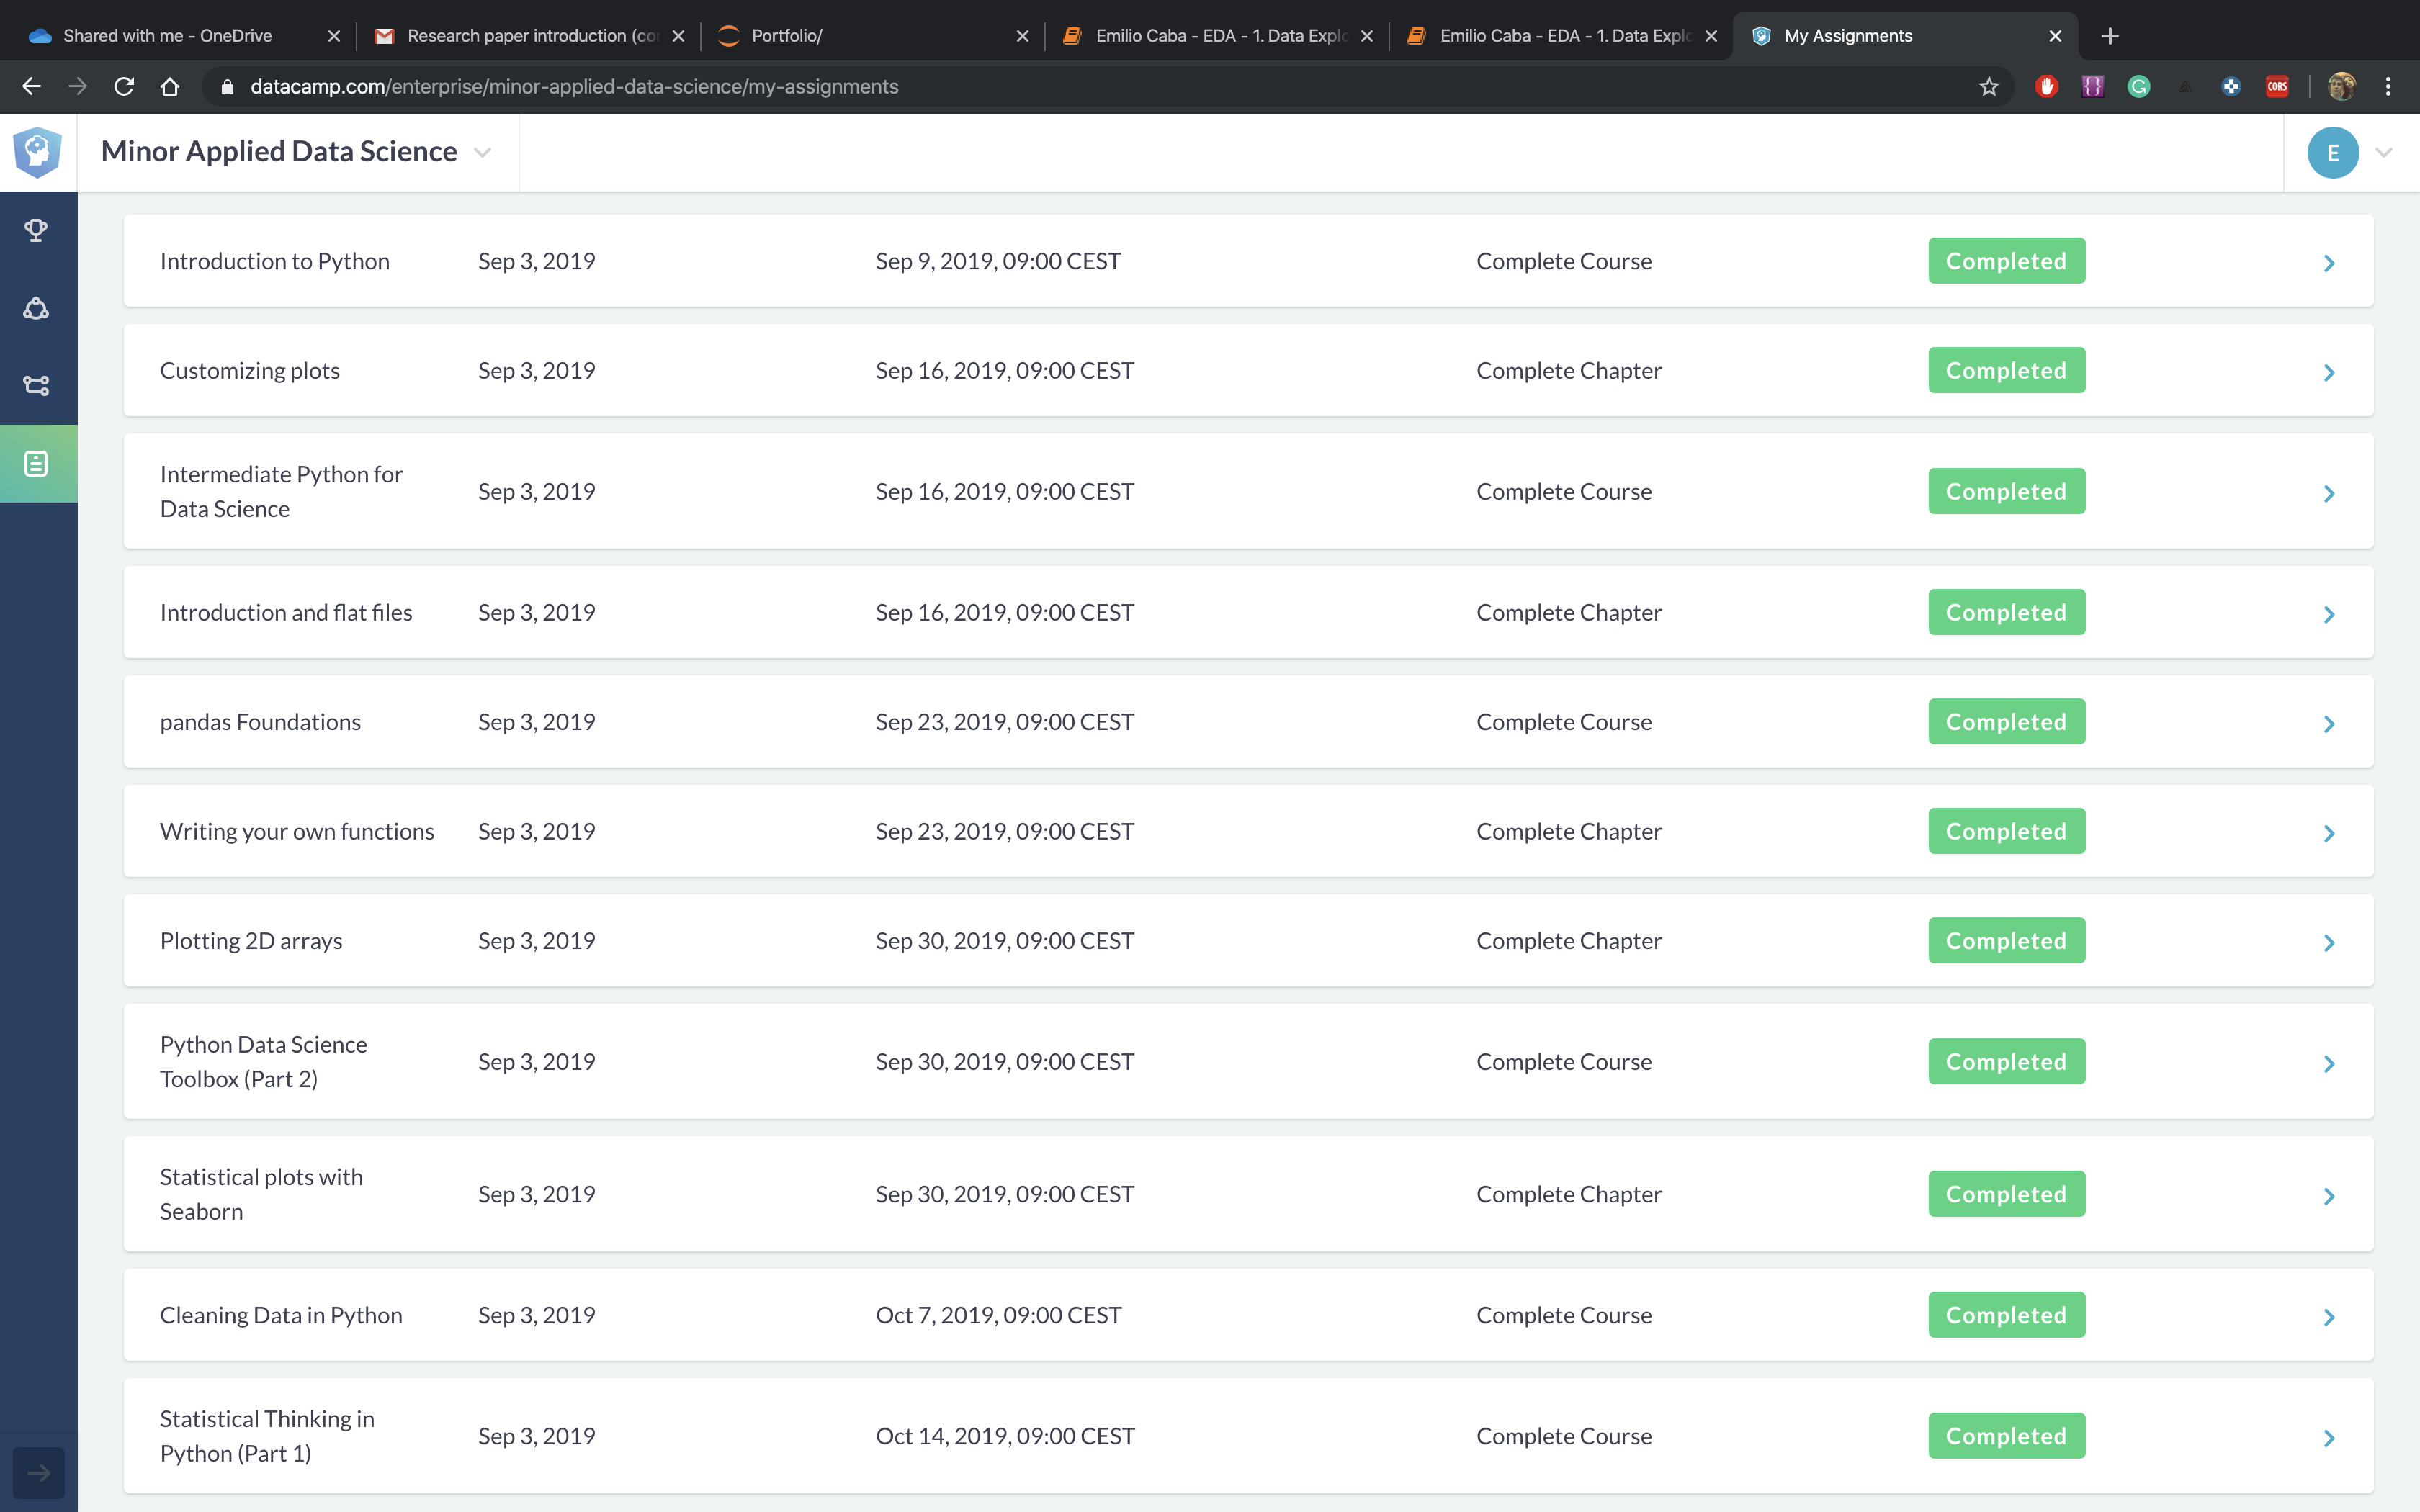 Shared with me - OneDrive
Research paper introduction (co
Portfolio/
Emilio Caba - EDA - 1. Data Explo
Emilio Caba - EDA - 1. Data Explo
My Assignments
datacamp.com/enterprise/minor-applied-data-science/my-assignments
CORS
Minor Applied Data Science
E
Introduction to Python Sep 3, 2019 Sep 9, 2019, 09:00 CEST Complete Course Completed
Customizing plots Sep 3, 2019 Sep 16, 2019, 09:00 CEST Complete Chapter Completed
Intermediate Python for
Data Science
Sep 3, 2019 Sep 16, 2019, 09:00 CEST Complete Course Completed
Introduction and flat files Sep 3, 2019 Sep 16, 2019, 09:00 CEST Complete Chapter Completed
pandas Foundations Sep 3, 2019 Sep 23, 2019, 09:00 CEST Complete Course Completed
Writing your own functions Sep 3, 2019 Sep 23, 2019, 09:00 CEST Complete Chapter Completed
Plotting 2D arrays Sep 3, 2019 Sep 30, 2019, 09:00 CEST Complete Chapter Completed
Python Data Science
Toolbox (Part 2)
Sep 3, 2019 Sep 30, 2019, 09:00 CEST Complete Course Completed
Statistical plots with
Seaborn
Sep 3, 2019 Sep 30, 2019, 09:00 CEST Complete Chapter Completed
Cleaning Data in Python Sep 3, 2019 Oct 7, 2019, 09:00 CEST Complete Course Completed
Statistical Thinking in
Python (Part 1)
Sep 3, 2019 Oct 14, 2019, 09:00 CEST Complete Course Completed